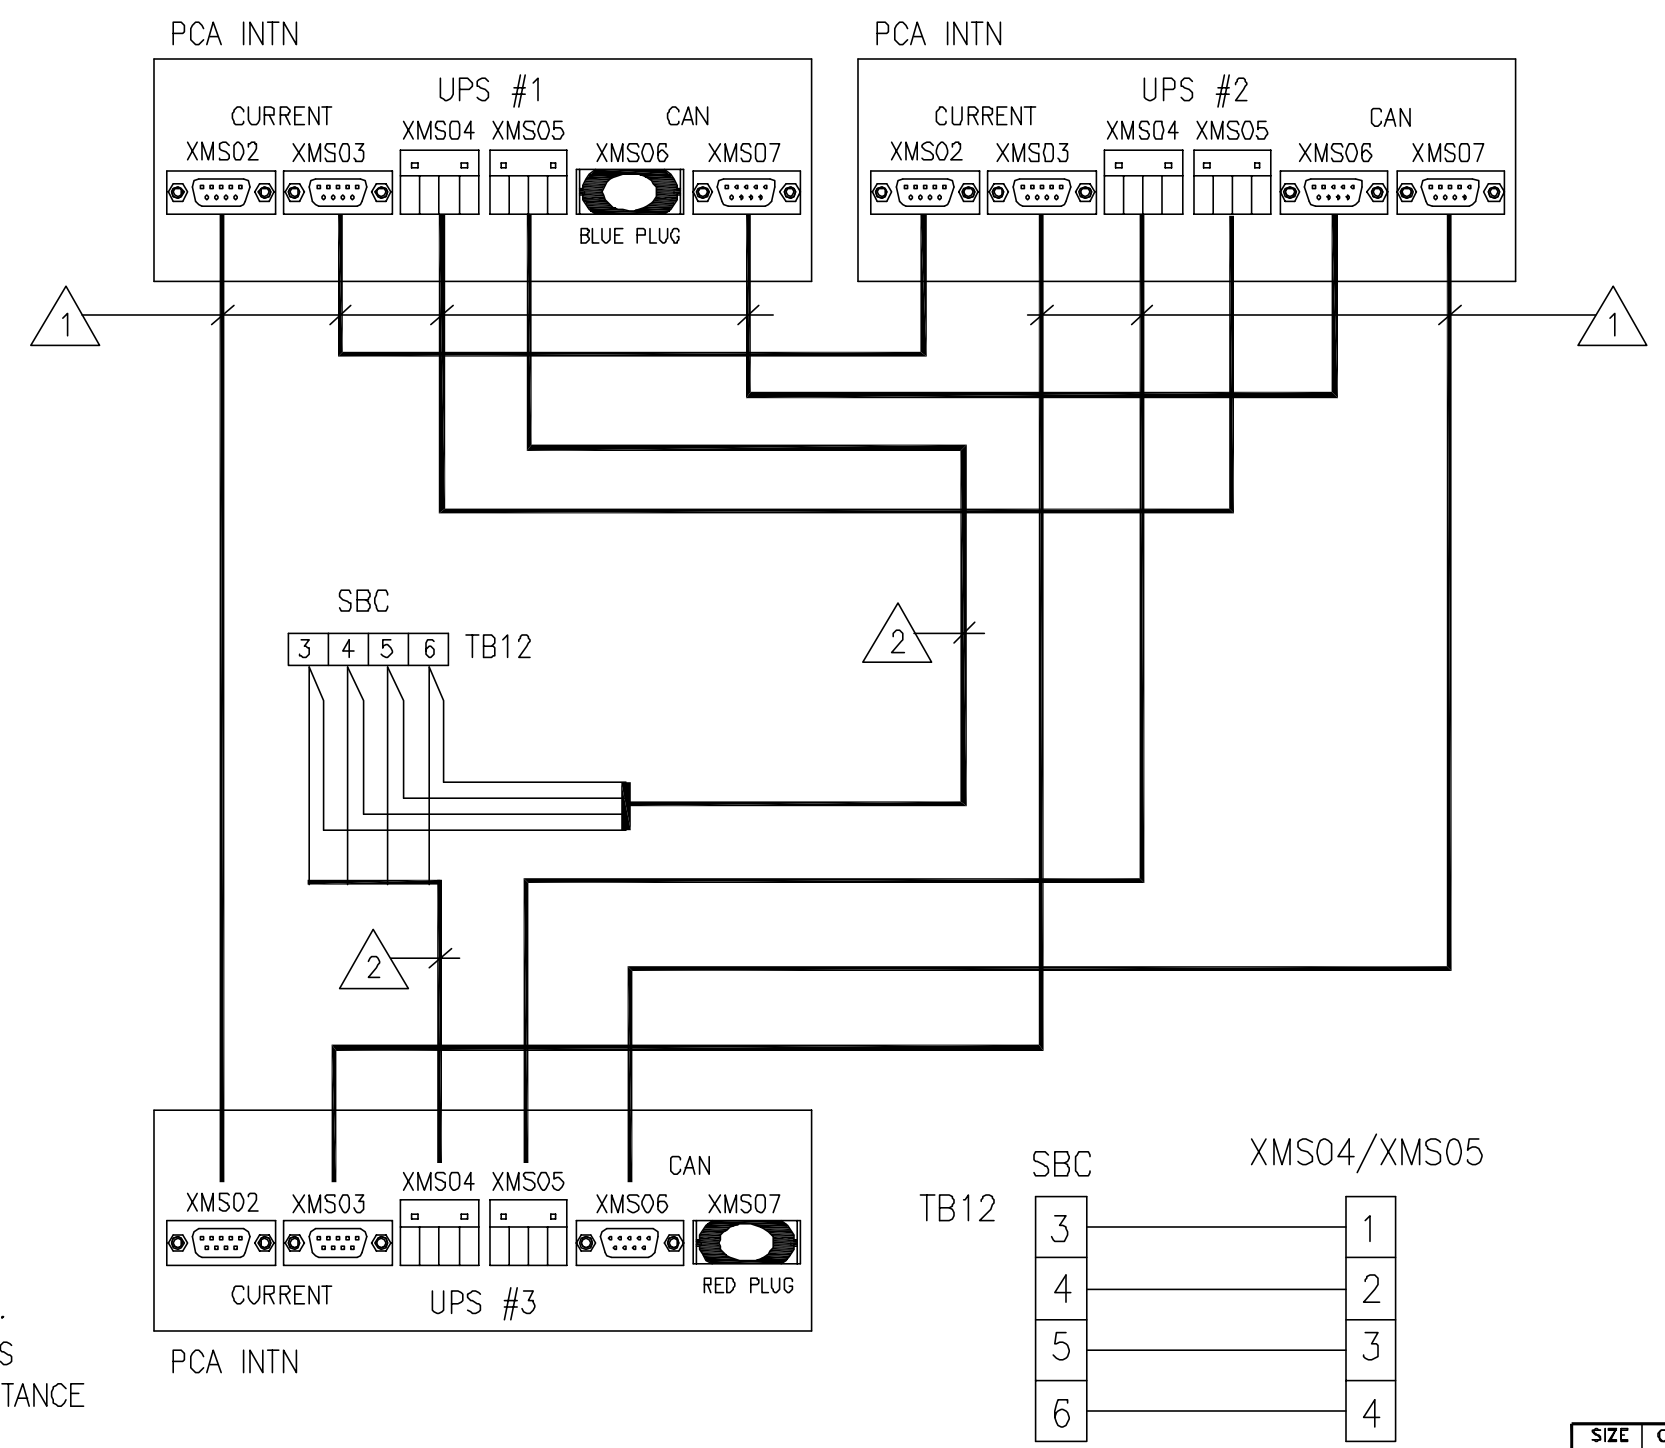 PCA INTN
PCA INTN
UPS #1
CURRENT
CAN
XMS02 XMS03 XMS04 XMS05 XMS06 XMS07
BLUE PLUG
UPS #2
CURRENT
CAN
XMS02 XMS03 XMS04 XMS05 XMS06 XMS07
1
1
SBC
3 4 5 6 TB12
2
2
CAN
XMS02 XMS03 XMS04 XMS05 XMS06 XMS07
RED PLUG
CURRENT
UPS #3
PCA INTN
S
TANCE
SBC
XMS04/XMS05
TB12
3 1
4 2
5 3
6 4
SIZE